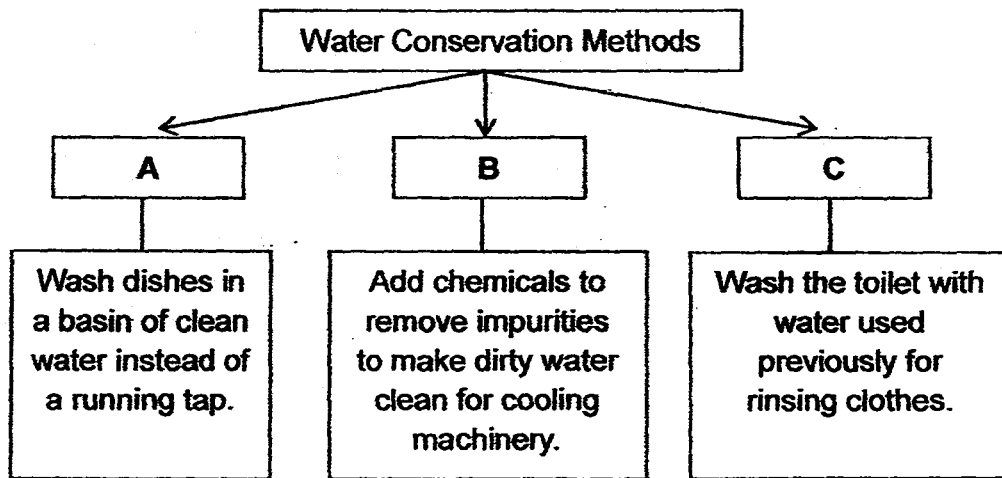 Water Conservation Methods
A
B
C
Wash dishes in
a basin of clean
water instead of
a running tap.
Add chemicals to
remove impurities
to make dirty water
clean for cooling
machinery.
Wash the toilet with
water used
previously for
rinsing clothes.